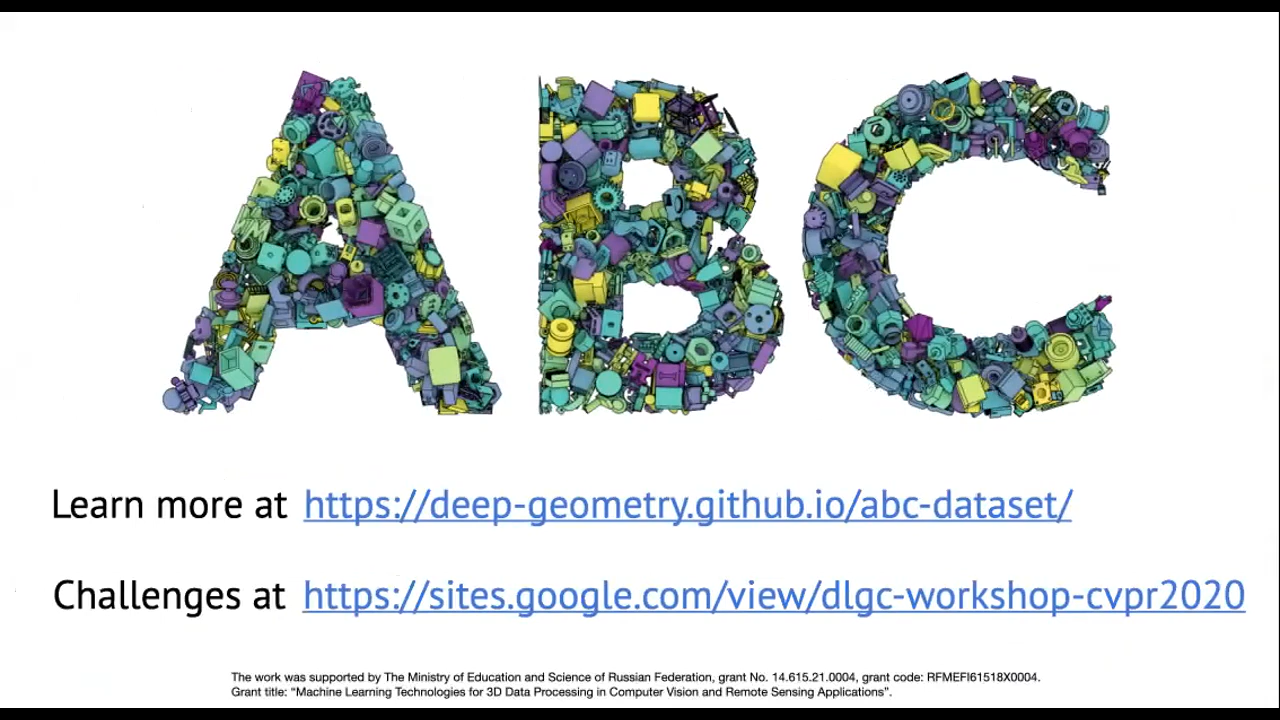 ABC
Learn more at https://deep-geometry.github.io/abc-dataset/
Challenges at https://sites.google.com/view/dlgc-workshop-cvpr2020
The work was supported by The Ministry of Education and Science of Russian Federation, grant No. 14.615.21.0004, grant code: RFMEFI61518X0004.
Grant title: “Machine Learning Technologies for 3D Data Processing in Computer Vision and Remote Sensing Applications”.